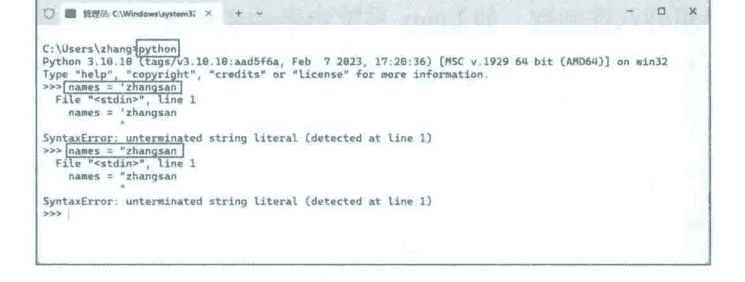 管理员: C:\Windows\system32
C:\Users\zhang>python
Python 3.10.10 (tags/v3.10.10:aad5f6a, Feb  7 2023, 17:20:36) [MSC v.1929 64 bit (AMD64)] on win32
Type "help", "copyright", "credits" or "license" for more information.
>>> names = 'zhangsan
  File "<stdin>", line 1
    names = 'zhangsan
            ^
SyntaxError: unterminated string literal (detected at line 1)
>>> names = "zhangsan
  File "<stdin>", line 1
    names = "zhangsan
            ^
SyntaxError: unterminated string literal (detected at line 1)
>>>